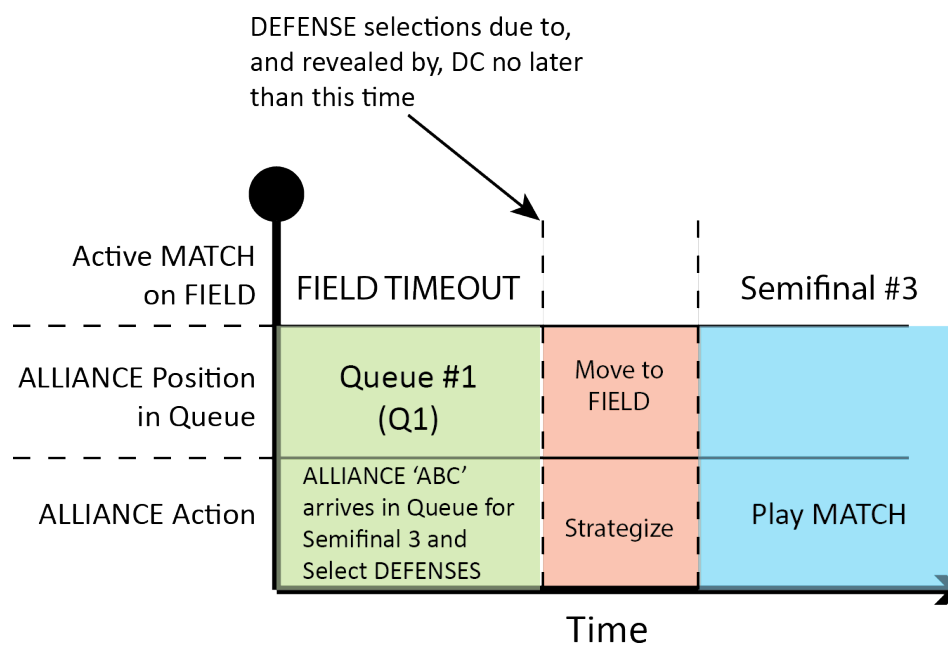 DEFENSE selections due to,
and revealed by, DC no later
than this time
Active MATCH
on FIELD
FIELD TIMEOUT
Semifinal #3
ALLIANCE Position
in Queue
Queue #1
(Q1)
Move to
FIELD
ALLIANCE Action
ALLIANCE ‘ABC’
arrives in Queue for
Semifinal 3 and
Select DEFENSES
Strategize
Play MATCH
Time